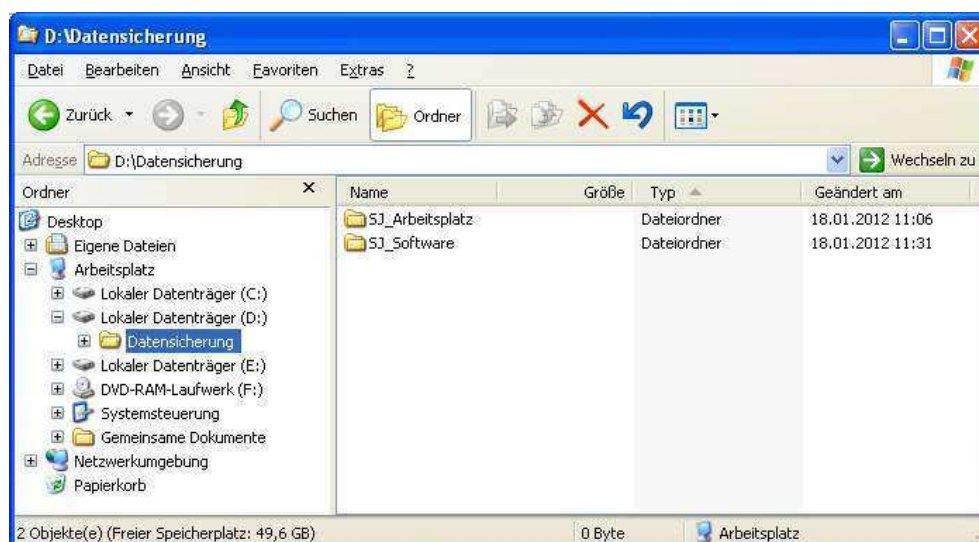 D:\Datensicherung
Datei Bearbeiten Ansicht Favoriten Extras ?
Zurück Suchen Ordner
Adresse D:\Datensicherung Wechseln zu
Ordner
Desktop
Eigene Dateien
Arbeitsplatz
Lokaler Datenträger (C:)
Lokaler Datenträger (D:)
Datensicherung
Lokaler Datenträger (E:)
DVD-RAM-Laufwerk (F:)
Systemsteuerung
Gemeinsame Dokumente
Netzwerkumgebung
Papierkorb
Name Größe Typ Geändert am
SJ_Arbeitsplatz Dateiordner 18.01.2012 11:06
SJ_Software Dateiordner 18.01.2012 11:31
2 Objekte(e) (Freier Speicherplatz: 49,6 GB) 0 Byte Arbeitsplatz